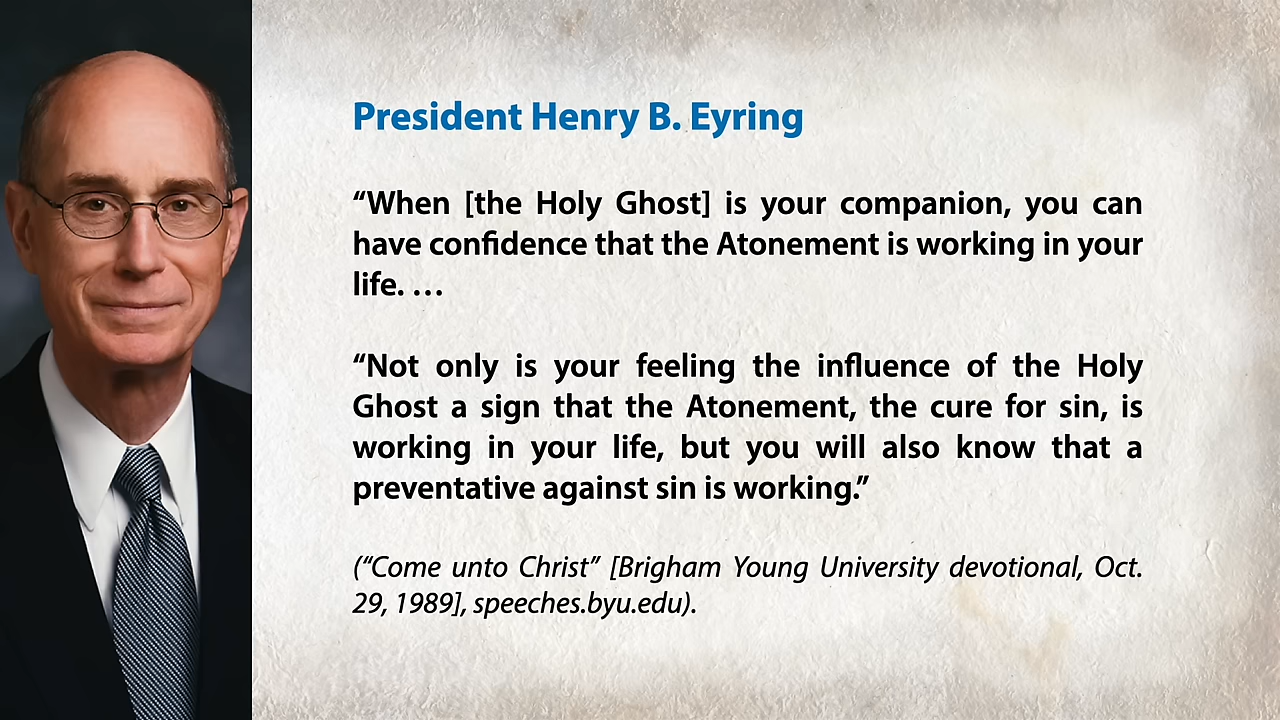 President Henry B. Eyring
“When [the Holy Ghost] is your companion, you can
have confidence that the Atonement is working in your
life. …
“Not only is your feeling the influence of the Holy
Ghost a sign that the Atonement, the cure for sin, is
working in your life, but you will also know that a
preventative against sin is working.”
(“Come unto Christ” [Brigham Young University devotional, Oct.
29, 1989], speeches.byu.edu).